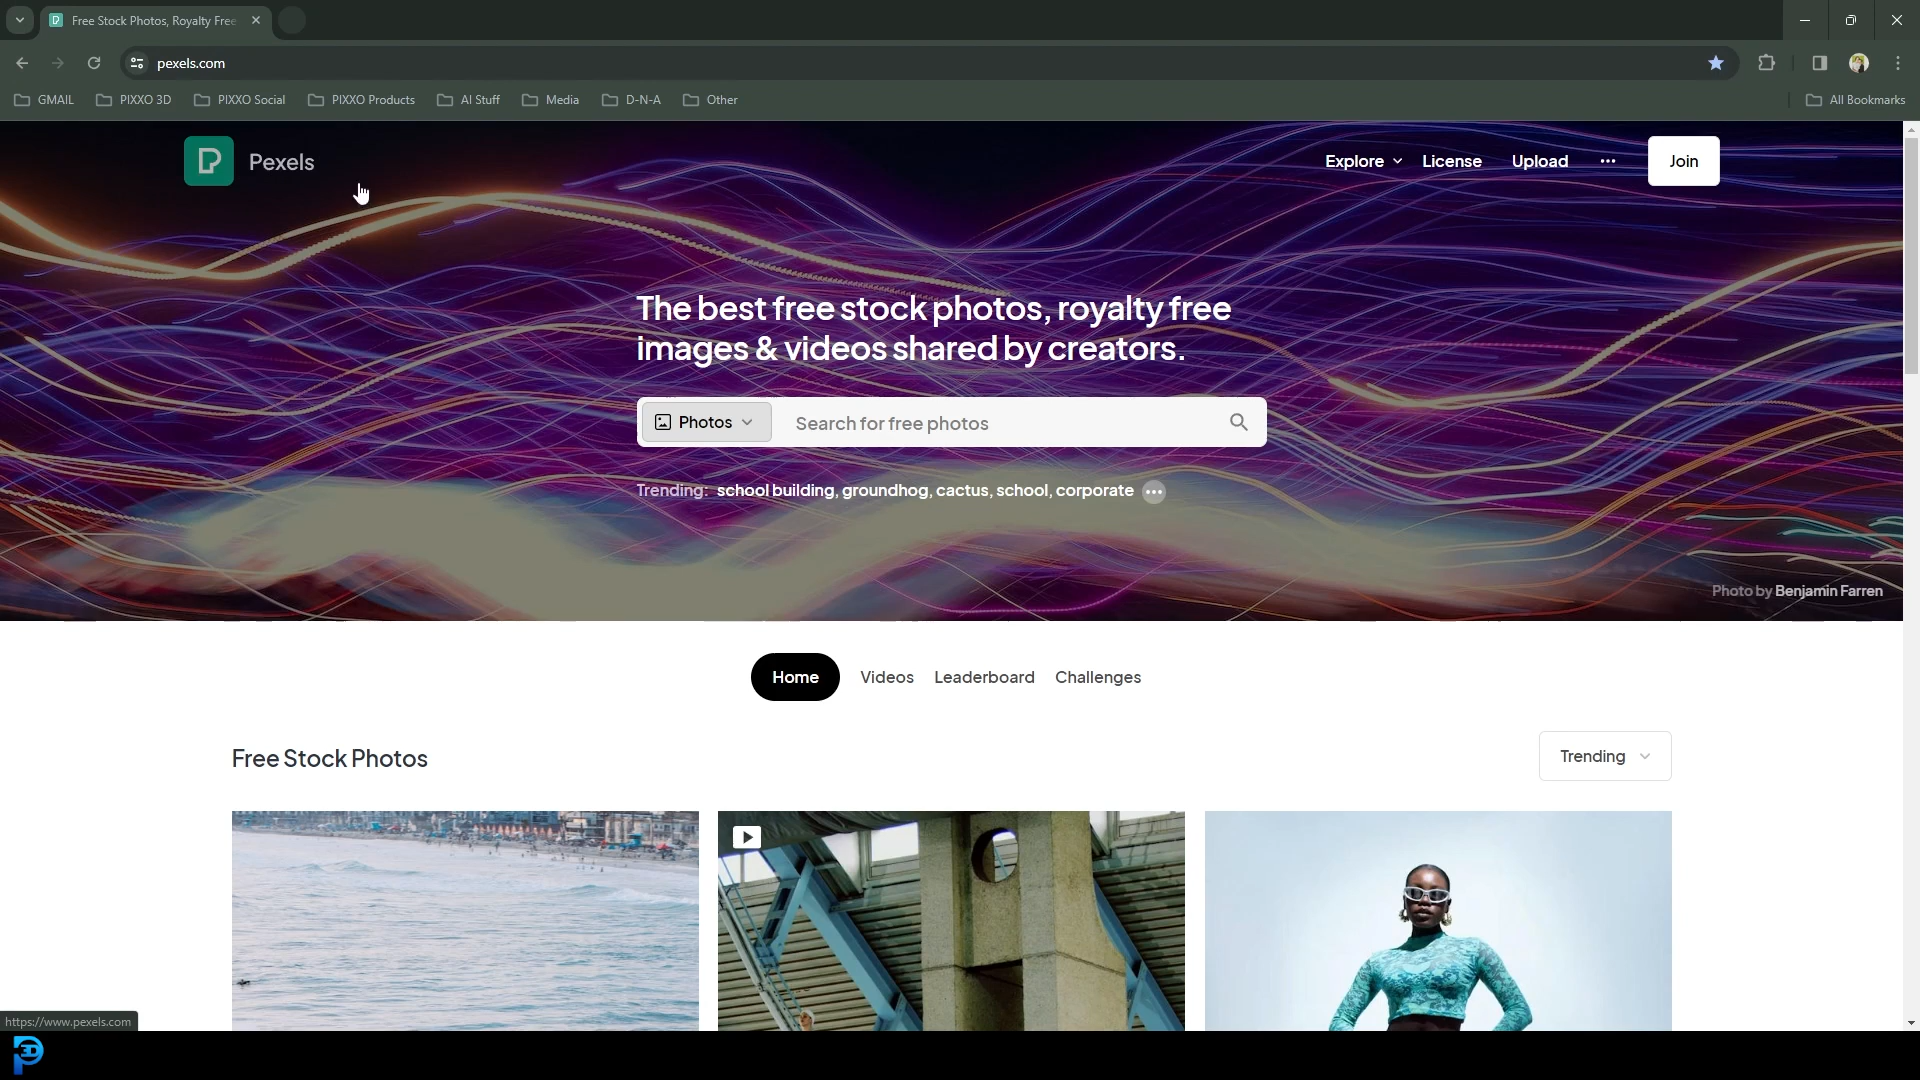 Free Stock Photos, Royalty Free
pexels.com
GMAIL
PIXXO 3D
PIXXO Social
PIXXO Products
AI Stuff
Media
D-N-A
Other
All Bookmarks
Pexels
Explore
License
Upload
Join
The best free stock photos, royalty free
images & videos shared by creators.
Photos
Search for free photos
Trending: school building, groundhog, cactus, school, corporate
Photo by Benjamin Farren
Home
Videos
Leaderboard
Challenges
Free Stock Photos
Trending
https://www.pexels.com
3D